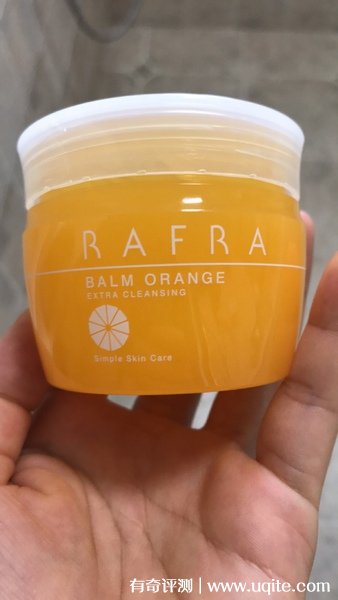 RAFRA
BALM ORANGE
EXTRA CLEANSING
Simple Skin Care
有奇评测 | www.uqite.com